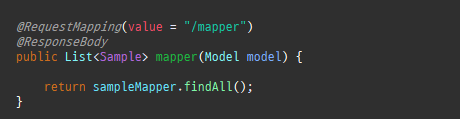 @RequestMapping(value = "/mapper")
@ResponseBody
public List<Sample> mapper(Model model) {
return sampleMapper.findAll();
}